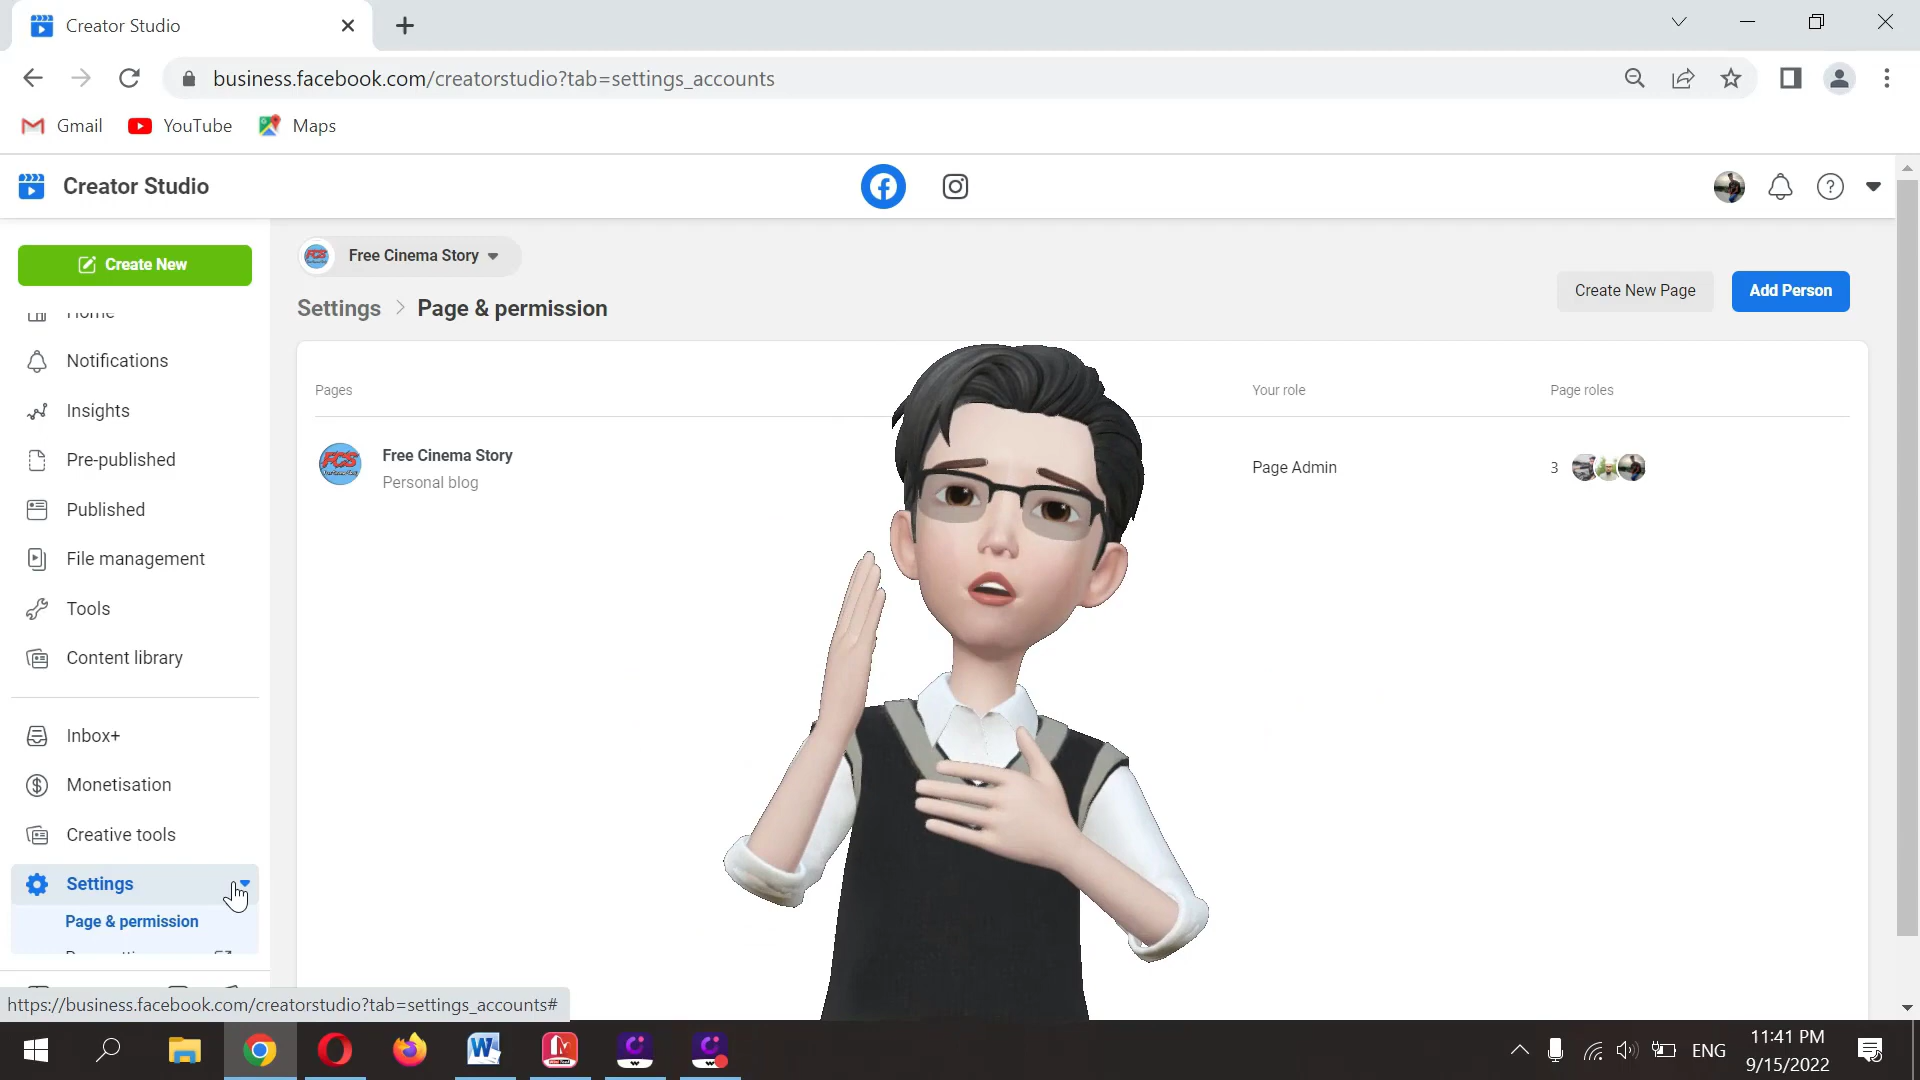 Creator Studio
business.facebook.com/creatorstudio?tab=settings_accounts
Gmail
YouTube
Maps
Creator Studio
Create New
Home
Notifications
Insights
Pre-published
Published
File management
Tools
Content library
Inbox+
Monetisation
Creative tools
Settings
Page & permission
Free Cinema Story
Settings > Page & permission
Create New Page
Add Person
Pages
Your role
Page roles
FCS
Free Cinema Story
Personal blog
Page Admin
3
https://business.facebook.com/creatorstudio?tab=settings_accounts#
ENG
11:41 PM
9/15/2022